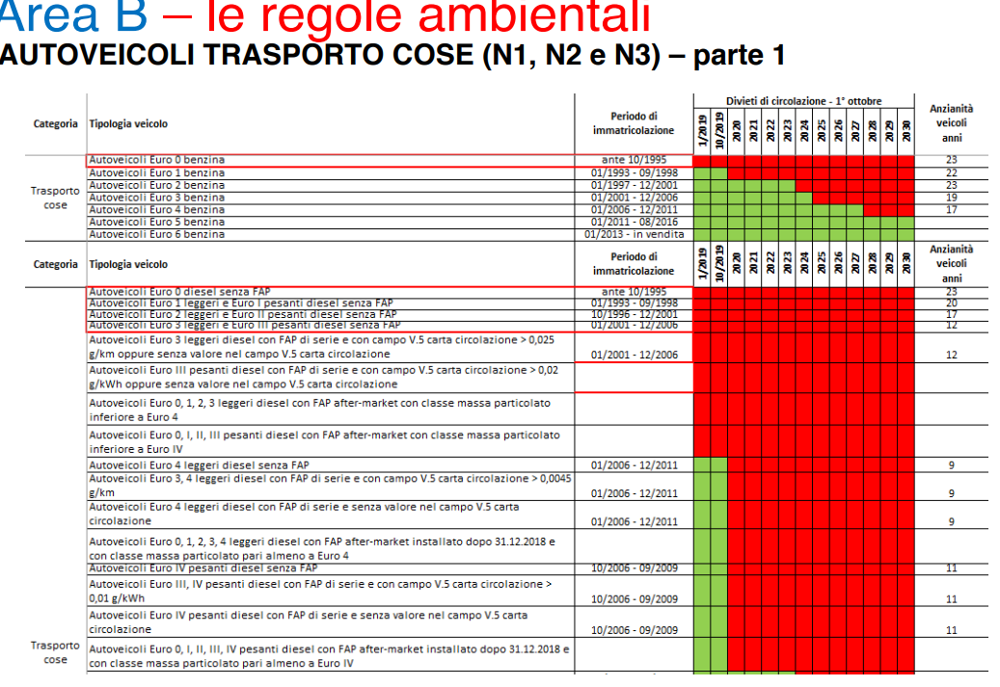 Area B – le regole ambientali
AUTOVEICOLI TRASPORTO COSE (N1, N2 e N3) – parte 1
Categoria Tipologia veicolo Periodo di immatricolazione Divieti di circolazione - 1° ottobre Anzianità veicoli anni
1/2019 10/2019 2020 2021 2022 2023 2024 2025 2026 2027 2028 2029 2030
Trasporto cose
Autoveicoli Euro 0 benzina ante 10/1995 23
Autoveicoli Euro 1 benzina 01/1993 - 09/1998 22
Autoveicoli Euro 2 benzina 01/1997 - 12/2001 23
Autoveicoli Euro 3 benzina 01/2001 - 12/2006 19
Autoveicoli Euro 4 benzina 01/2006 - 12/2011 17
Autoveicoli Euro 5 benzina 01/2011 - 08/2016
Autoveicoli Euro 6 benzina 01/2013 - in vendita
Categoria Tipologia veicolo Periodo di immatricolazione Anzianità veicoli anni
1/2019 10/2019 2020 2021 2022 2023 2024 2025 2026 2027 2028 2029 2030
Autoveicoli Euro 0 diesel senza FAP ante 10/1995 23
Autoveicoli Euro 1 leggeri e Euro I pesanti diesel senza FAP 01/1993 - 09/1998 20
Autoveicoli Euro 2 leggeri e Euro II pesanti diesel senza FAP 10/1996 - 12/2001 17
Autoveicoli Euro 3 leggeri e Euro III pesanti diesel senza FAP 01/2001 - 12/2006 12
Autoveicoli Euro 3 leggeri diesel con FAP di serie e con campo V.5 carta circolazione > 0,025
g/km oppure senza valore nel campo V.5 carta circolazione 01/2001 - 12/2006 12
Autoveicoli Euro III pesanti diesel con FAP di serie e con campo V.5 carta circolazione > 0,02
g/kWh oppure senza valore nel campo V.5 carta circolazione
Autoveicoli Euro 0, 1, 2, 3 leggeri diesel con FAP after-market con classe massa particolato
inferiore a Euro 4
Autoveicoli Euro 0, I, II, III pesanti diesel con FAP after-market con classe massa particolato
inferiore a Euro IV
Autoveicoli Euro 4 leggeri diesel senza FAP 01/2006 - 12/2011 9
Autoveicoli Euro 3, 4 leggeri diesel con FAP di serie e con campo V.5 carta circolazione > 0,0045
g/km 01/2006 - 12/2011 9
Autoveicoli Euro 4 leggeri diesel con FAP di serie e senza valore nel campo V.5 carta
circolazione 01/2006 - 12/2011 9
Autoveicoli Euro 0, 1, 2, 3, 4 leggeri diesel con FAP after-market installato dopo 31.12.2018 e
con classe massa particolato pari almeno a Euro 4
Autoveicoli Euro IV pesanti diesel senza FAP 10/2006 - 09/2009 11
Autoveicoli Euro III, IV pesanti diesel con FAP di serie e con campo V.5 carta circolazione >
0,01 g/kWh 10/2006 - 09/2009 11
Autoveicoli Euro IV pesanti diesel con FAP di serie e senza valore nel campo V.5 carta
circolazione 10/2006 - 09/2009 11
Trasporto cose
Autoveicoli Euro 0, I, II, III, IV pesanti diesel con FAP after-market installato dopo 31.12.2018 e
con classe massa particolato pari almeno a Euro IV